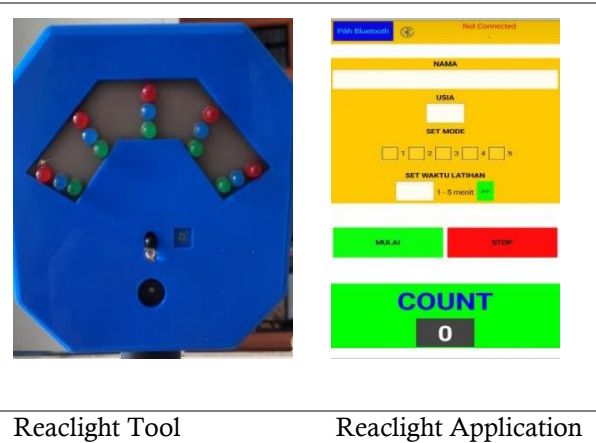 Pilih Bluetooth
Not Connected
NAMA
USIA
SET MODE
1 2 3 4 5
SET WAKTU LATIHAN
1 - 5 menit >>
MULAI STOP
COUNT
0
Reaclight Tool Reaclight Application